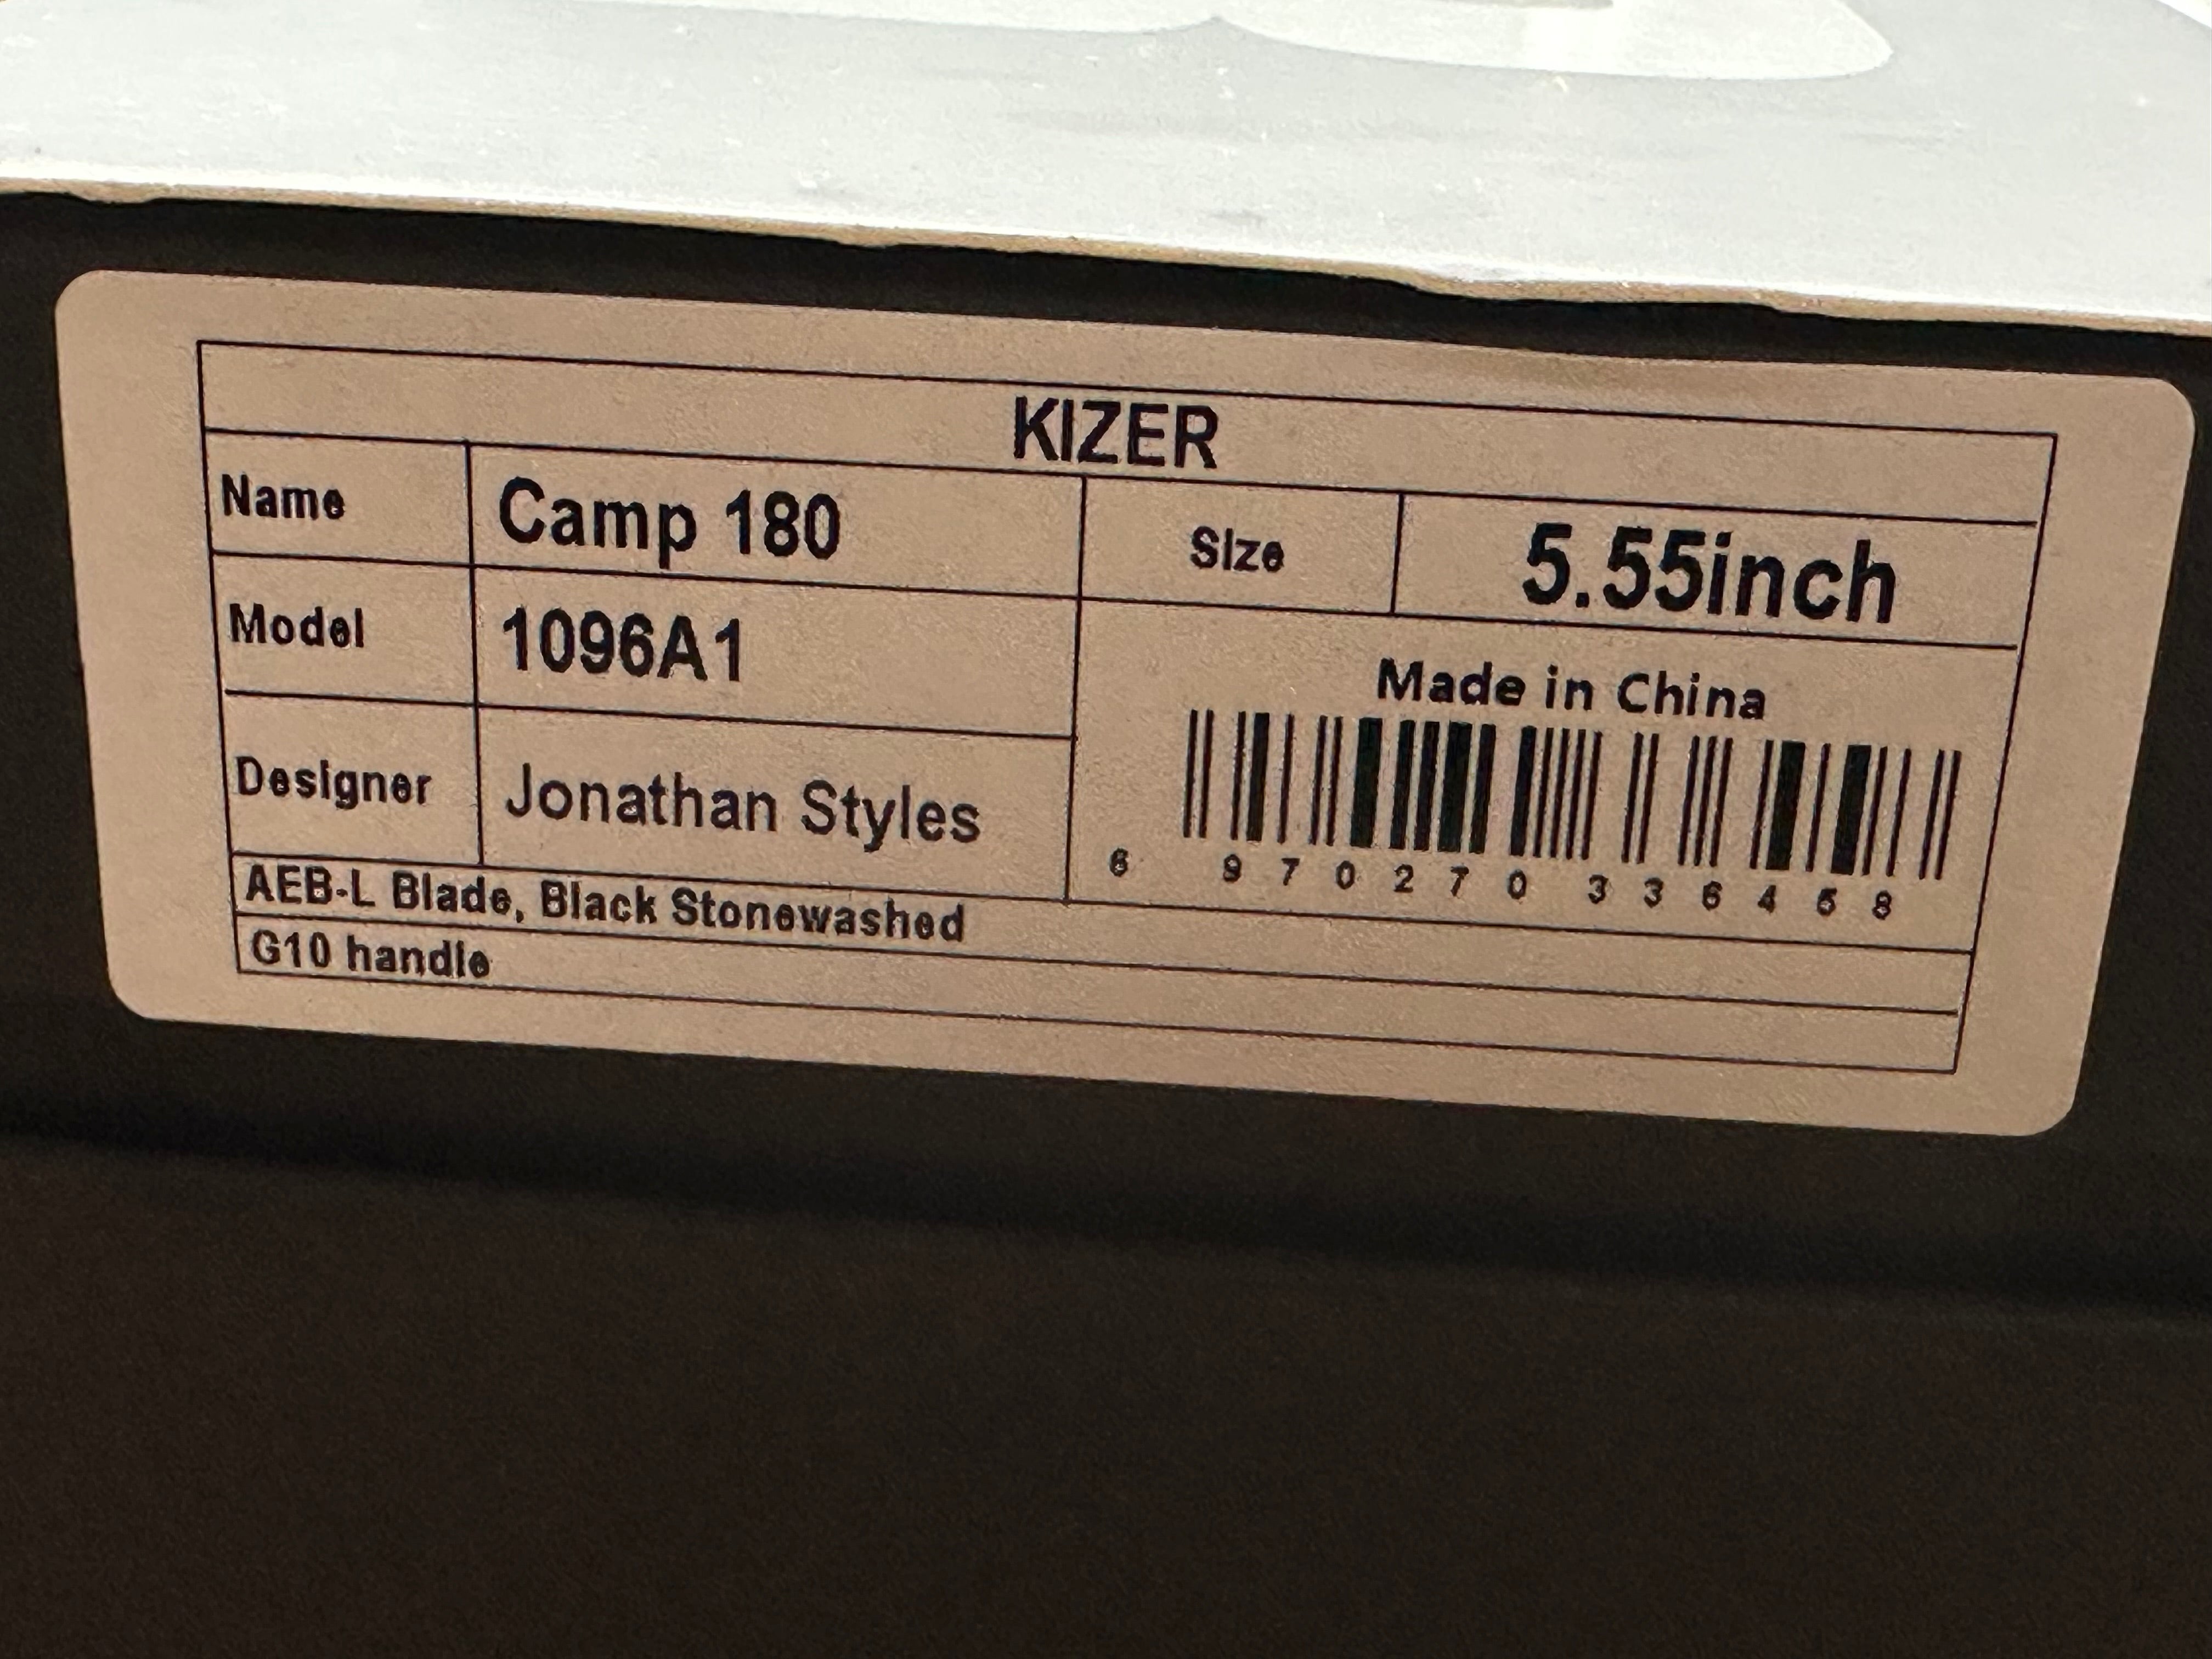 KIZER
Name Camp 180 Size 5.55inch
Model 1096A1
Made in China
Designer Jonathan Styles
6 970270 336458
AEB-L Blade, Black Stonewashed
G10 handle